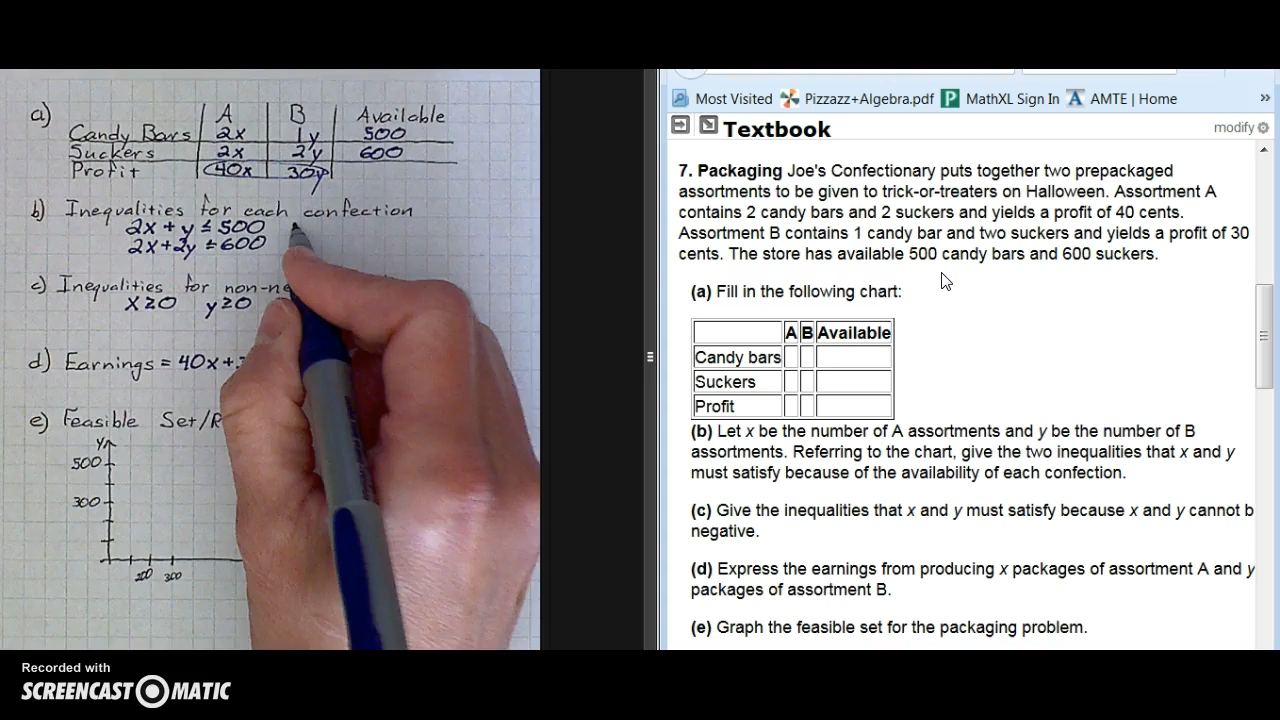 a) A B Available
Candy Bars 2x 1y 500
Suckers 2x 2y 600
Profit 40x 30y
b) Inequalities for each confection
2x + y ≤ 500
2x + 2y ≤ 600
c) Inequalities for
x ≥ 0 y ≥ 0
d) Earnings = 40x +
e) Feasible Set/R
y
500
300
200 300
Most Visited Pizzazz+Algebra.pdf MathXL Sign In AMTE | Home »
Textbook modify
7. Packaging Joe's Confectionary puts together two prepackaged
assortments to be given to trick-or-treaters on Halloween. Assortment A
contains 2 candy bars and 2 suckers and yields a profit of 40 cents.
Assortment B contains 1 candy bar and two suckers and yields a profit of 30
cents. The store has available 500 candy bars and 600 suckers.
(a) Fill in the following chart:
A B Available
Candy bars
Suckers
Profit
(b) Let x be the number of A assortments and y be the number of B
assortments. Referring to the chart, give the two inequalities that x and y
must satisfy because of the availability of each confection.
(c) Give the inequalities that x and y must satisfy because x and y cannot b
negative.
(d) Express the earnings from producing x packages of assortment A and y
packages of assortment B.
(e) Graph the feasible set for the packaging problem.
Recorded with
SCREENCAST MATIC